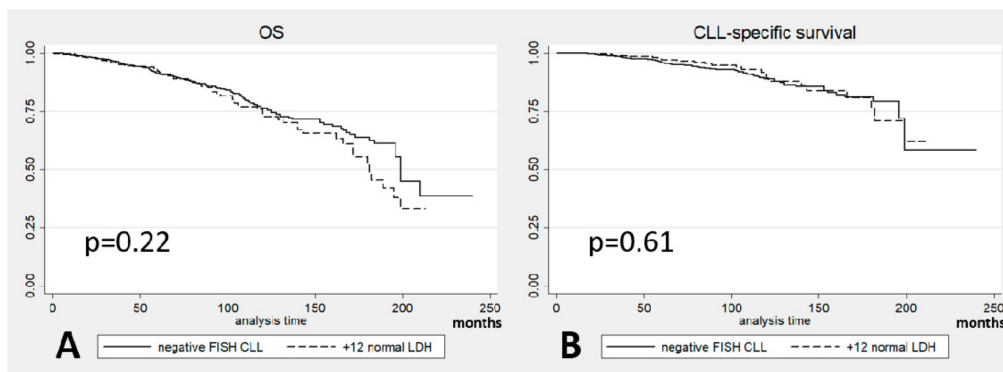 OS
1.00
0.75
0.50
0.25
0.00
p=0.22
0
50
100
150
200
250
analysis time
months
A
negative FISH CLL
+12 normal LDH
CLL-specific survival
1.00
0.75
0.50
0.25
0.00
p=0.61
0
50
100
150
200
250
analysis time
months
B
negative FISH CLL
+12 normal LDH